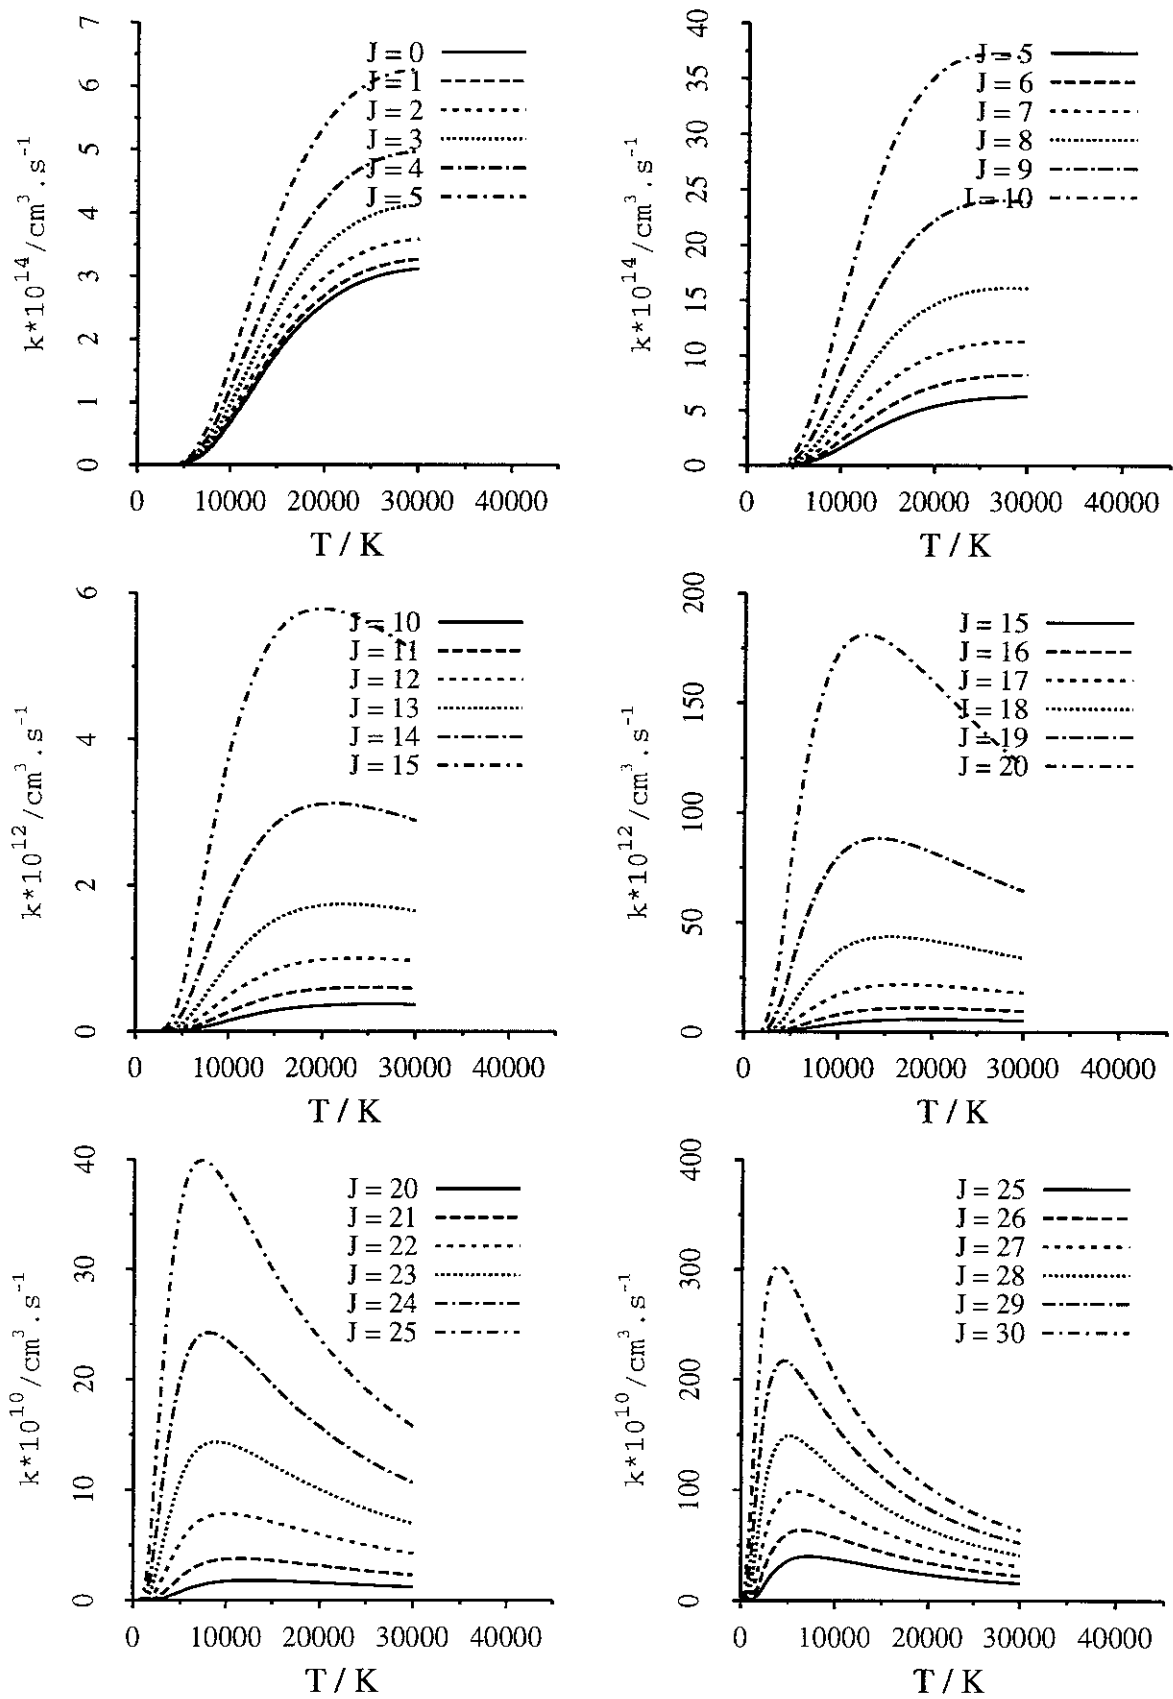 7
6
5
4
3
2
1
0
k*10^14/cm^3.s^-1
J = 0
J = 1
J = 2
J = 3
J = 4
J = 5
0 10000 20000 30000 40000
T / K
40
35
30
25
20
15
10
5
0
k*10^14/cm^3.s^-1
J = 5
J = 6
J = 7
J = 8
J = 9
J = 10
0 10000 20000 30000 40000
T / K
6
4
2
0
k*10^12/cm^3.s^-1
J = 10
J = 11
J = 12
J = 13
J = 14
J = 15
0 10000 20000 30000 40000
T / K
200
150
100
50
0
k*10^12/cm^3.s^-1
J = 15
J = 16
J = 17
J = 18
J = 19
J = 20
0 10000 20000 30000 40000
T / K
40
30
20
10
0
k*10^10/cm^3.s^-1
J = 20
J = 21
J = 22
J = 23
J = 24
J = 25
0 10000 20000 30000 40000
T / K
400
300
200
100
0
k*10^10/cm^3.s^-1
J = 25
J = 26
J = 27
J = 28
J = 29
J = 30
0 10000 20000 30000 40000
T / K